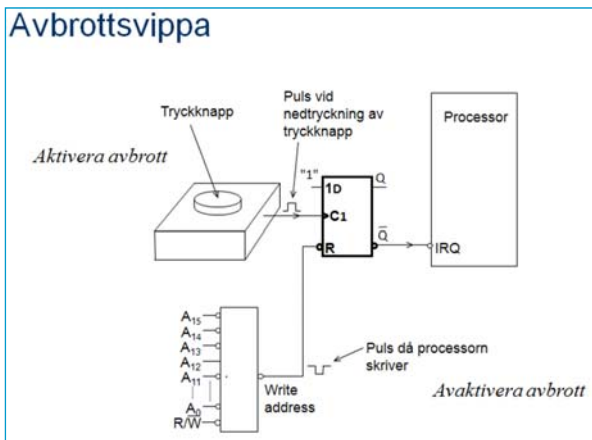 Avbrottsvippa
Tryckknapp
Puls vid
nedtryckning av
tryckknapp
Processor
Aktivera avbrott
"1"
1D
Q
C1
R
Q̅
IRQ
A15
A14
A13
A12
A11
A0
R/W̅
Write
address
Puls då processorn
skriver
Avaktivera avbrott